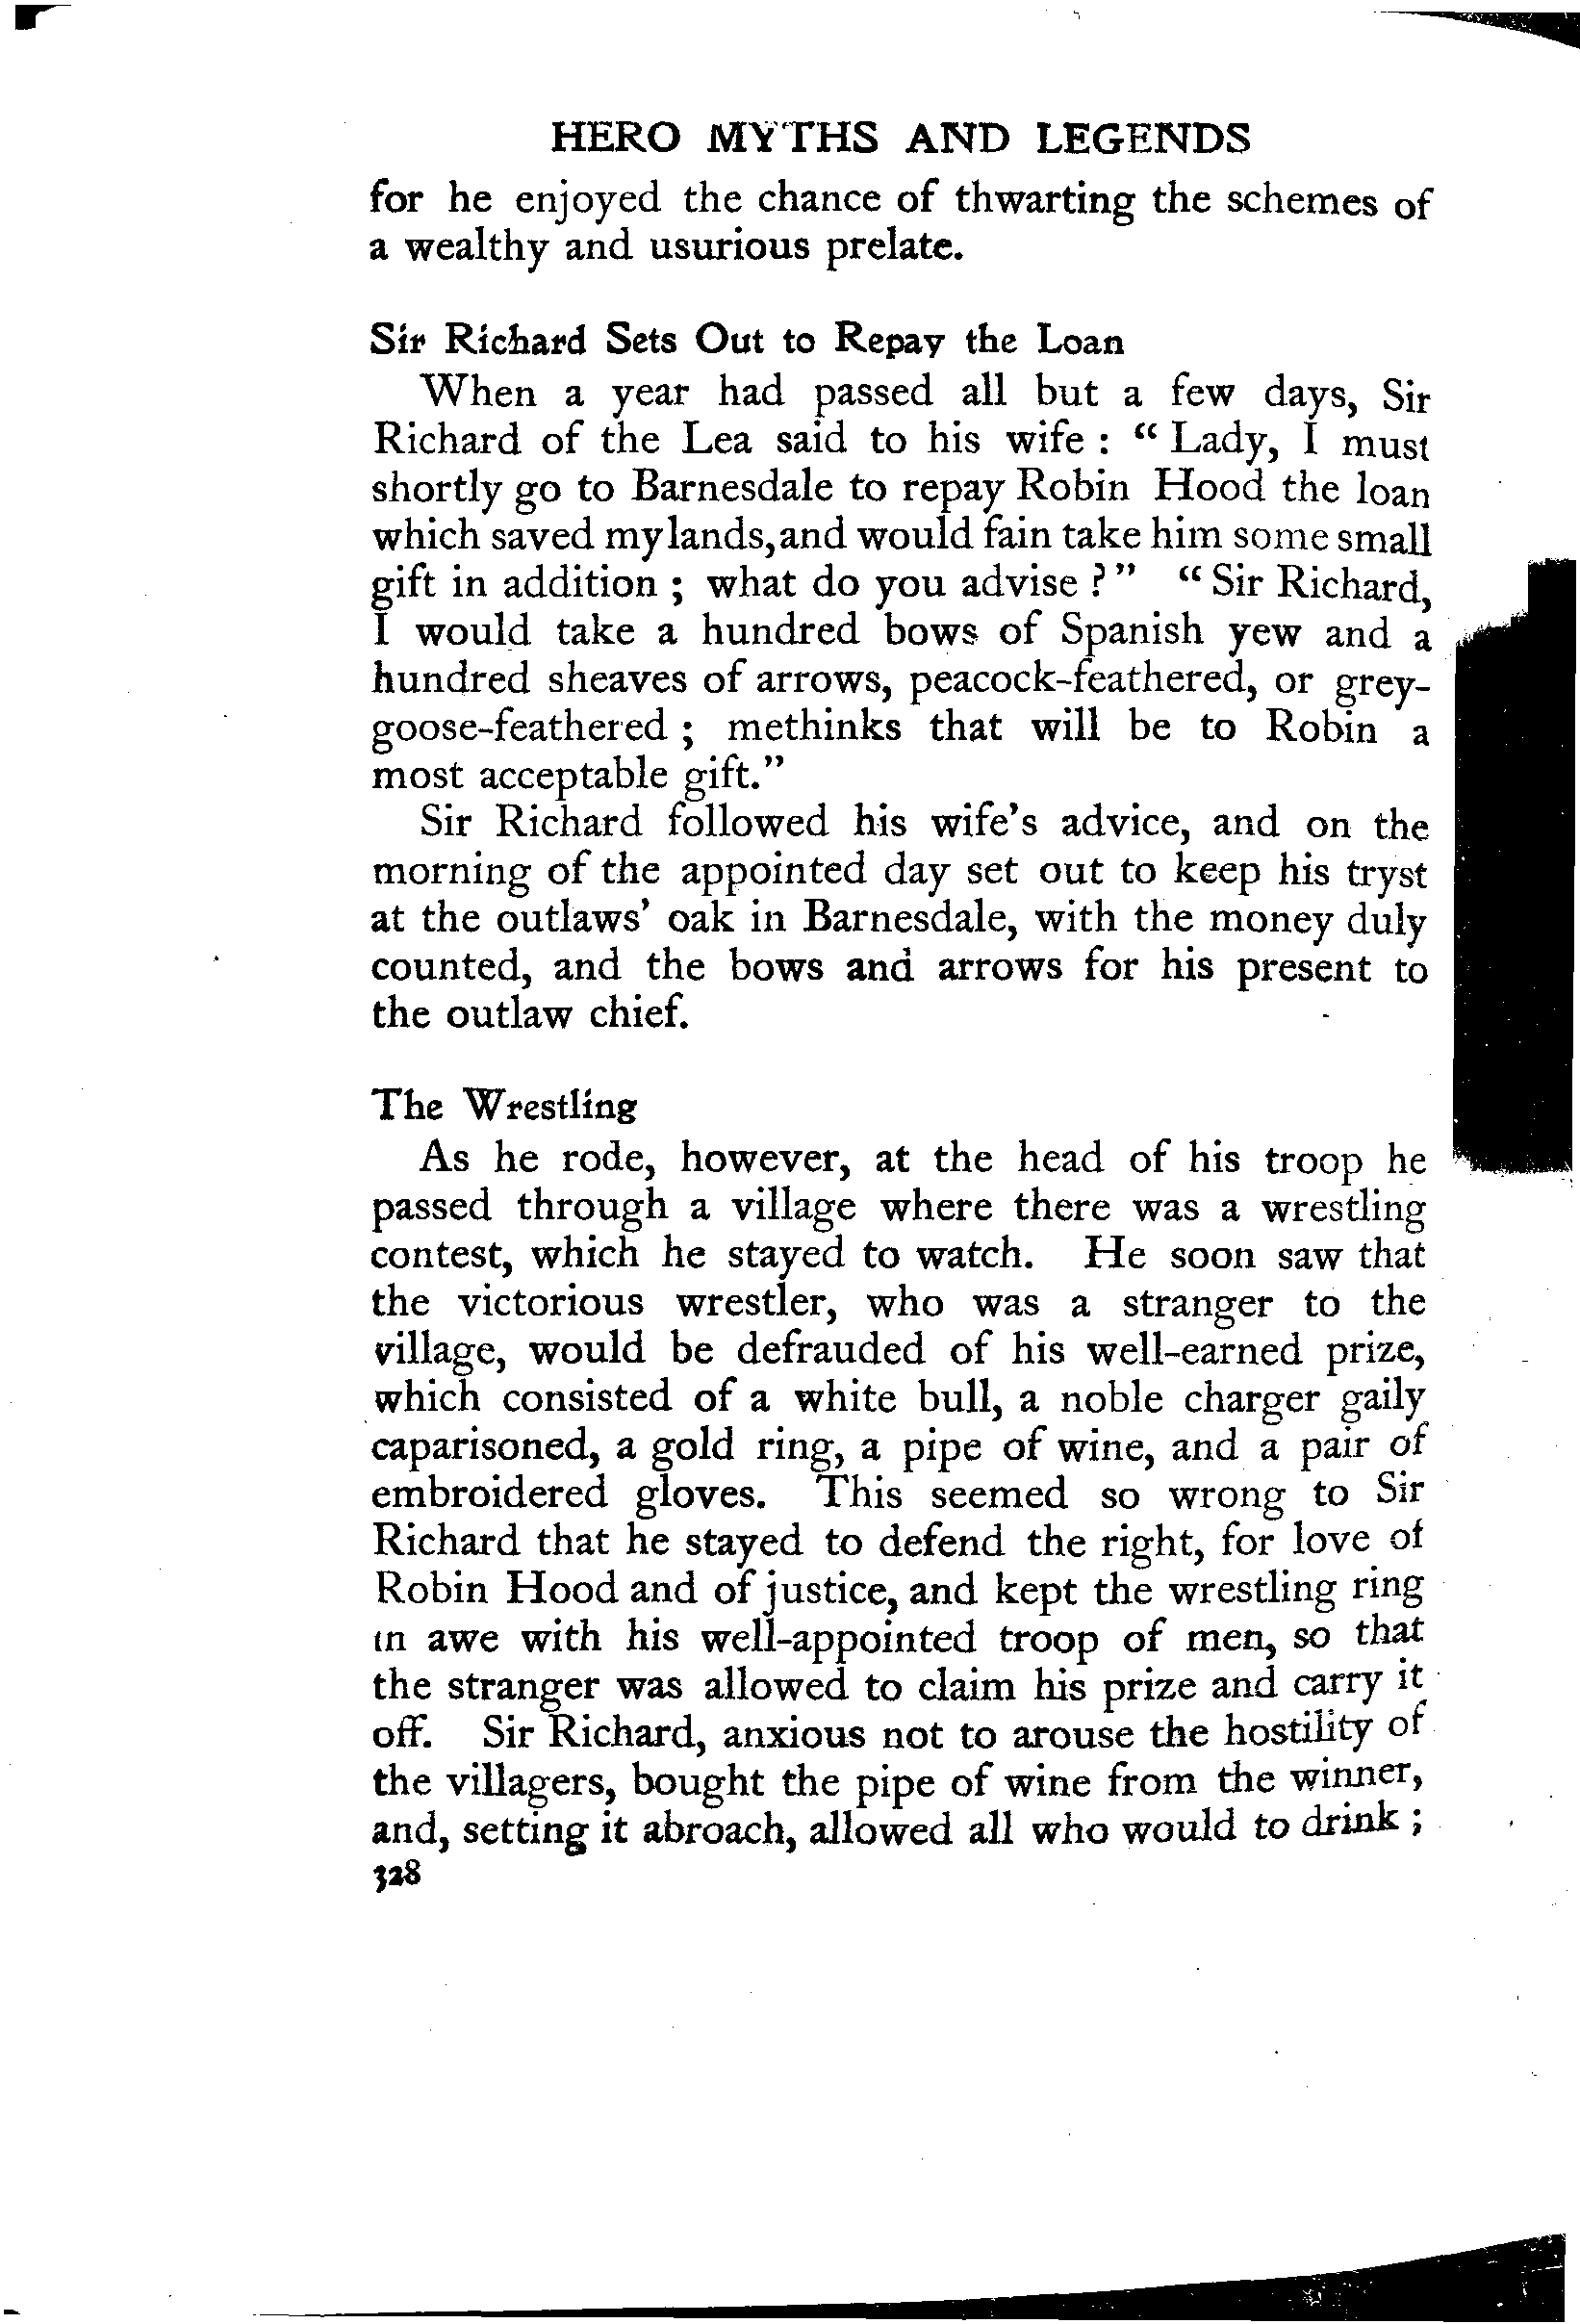 HERO MYTHS AND LEGENDS
for he enjoyed the chance of thwarting the schemes of
a wealthy and usurious prelate.
Sir Richard Sets Out to Repay the Loan
When a year had passed all but a few days, Sir
Richard of the Lea said to his wife : “ Lady, I must
shortly go to Barnesdale to repay Robin Hood the loan
which saved my lands, and would fain take him some small
gift in addition ; what do you advise ? ” “ Sir Richard,
I would take a hundred bows of Spanish yew and a
hundred sheaves of arrows, peacock-feathered, or grey-
goose-feathered ; methinks that will be to Robin a
most acceptable gift.”
Sir Richard followed his wife’s advice, and on the
morning of the appointed day set out to keep his tryst
at the outlaws’ oak in Barnesdale, with the money duly
counted, and the bows and arrows for his present to
the outlaw chief.
The Wrestling
As he rode, however, at the head of his troop he
passed through a village where there was a wrestling
contest, which he stayed to watch. He soon saw that
the victorious wrestler, who was a stranger to the
village, would be defrauded of his well-earned prize,
which consisted of a white bull, a noble charger gaily
caparisoned, a gold ring, a pipe of wine, and a pair of
embroidered gloves. This seemed so wrong to Sir
Richard that he stayed to defend the right, for love of
Robin Hood and of justice, and kept the wrestling ring
in awe with his well-appointed troop of men, so that
the stranger was allowed to claim his prize and carry it
off. Sir Richard, anxious not to arouse the hostility of
the villagers, bought the pipe of wine from the winner,
and, setting it abroach, allowed all who would to drink ;
328